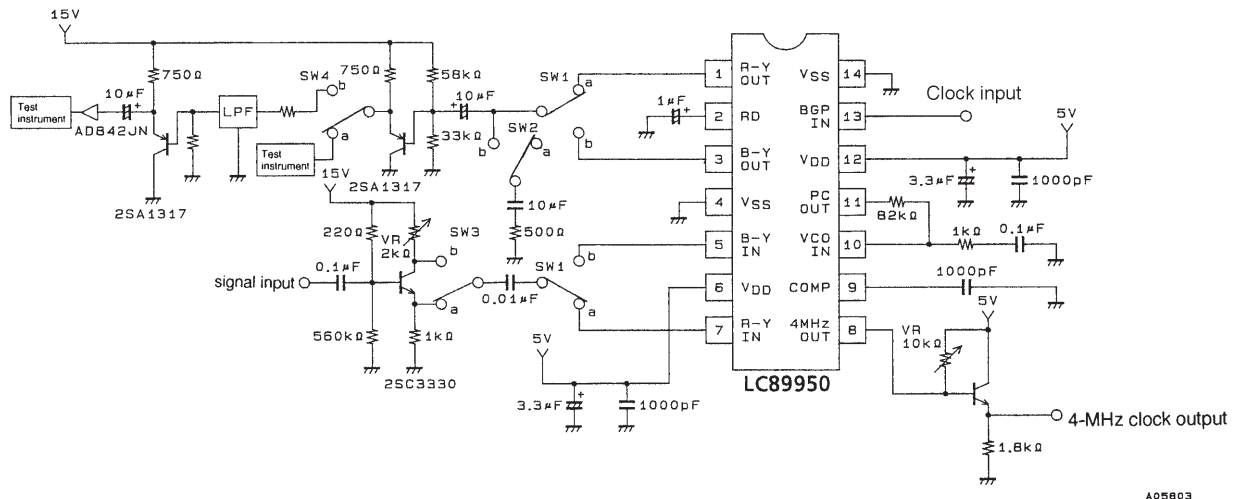 15V
750Ω
10μF
+
Test
instrument
AD842JN
2SA1317
LPF
SW4
b
a
Test
instrument
750Ω
58kΩ
33kΩ
2SA1317
10μF
+
b
SW2
a
10μF
500Ω
SW1
a
b
1μF
+
15V
220Ω
VR
2kΩ
SW3
b
a
signal input
0.1μF
560kΩ
1kΩ
2SC3330
0.01μF
SW1
b
a
5V
3.3μF
+
1000pF
1 R-Y OUT
2 RD
3 B-Y OUT
4 VSS
5 B-Y IN
6 VDD
7 R-Y IN
VSS 14
BGP IN 13
VDD 12
PC OUT 11
VCO IN 10
COMP 9
4MHz OUT 8
LC89950
Clock input
5V
3.3μF
+
1000pF
82kΩ
1kΩ
0.1μF
1000pF
5V
VR
10kΩ
4-MHz clock output
1.8kΩ
A05803